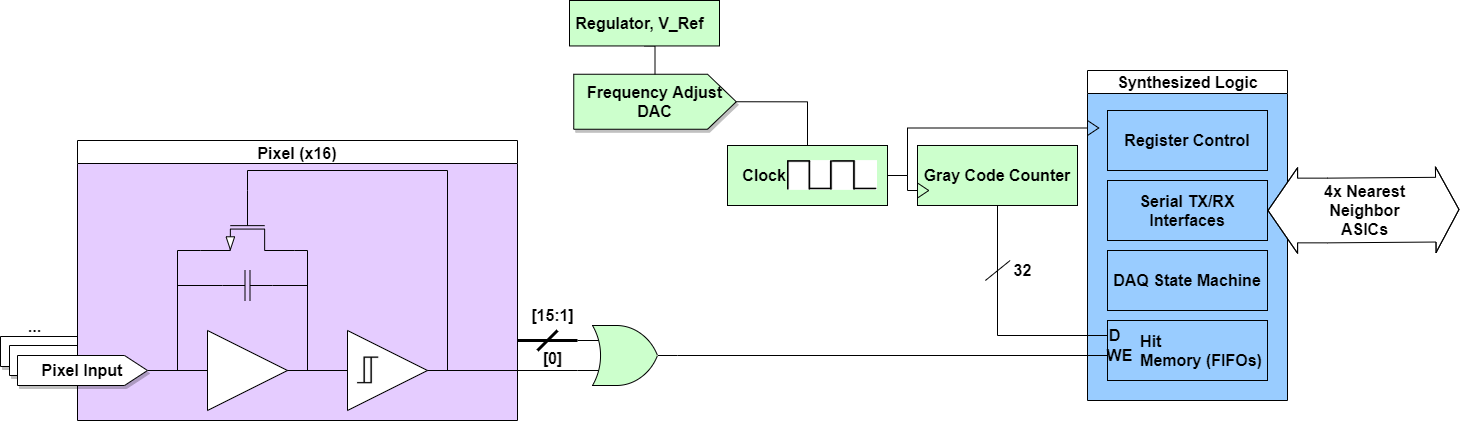 Regulator, V_Ref
Frequency Adjust
DAC
Clock
Gray Code Counter
32
Synthesized Logic
Register Control
Serial TX/RX
Interfaces
DAQ State Machine
D
WE
Hit
Memory (FIFOs)
4x Nearest
Neighbor
ASICs
Pixel (x16)
...
Pixel Input
[15:1]
[0]